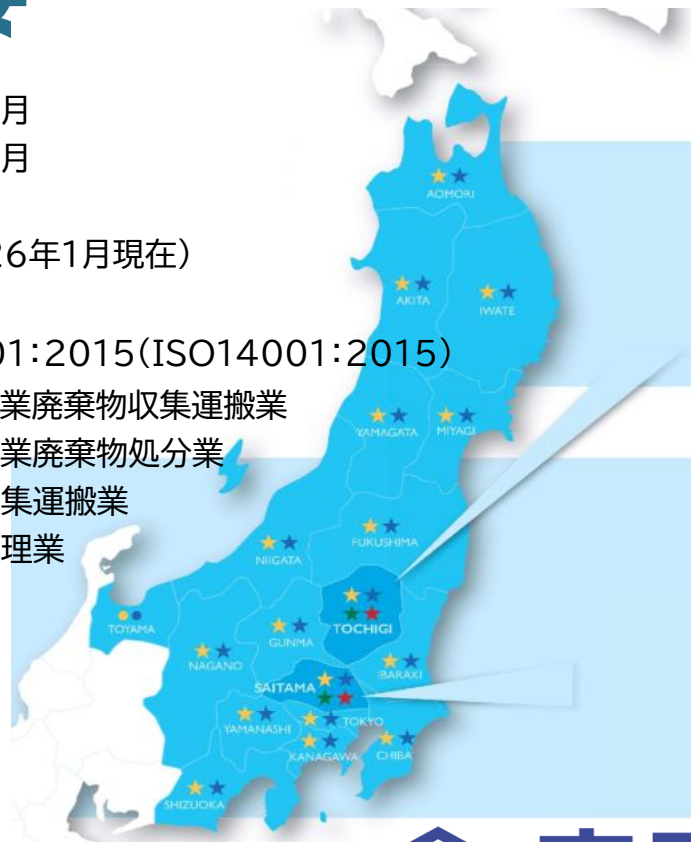 月
月
26年1月現在）
01：2015（ISO14001：2015）
業廃棄物収集運搬業
業廃棄物処分業
集運搬業
理業
AOMORI
AKITA
IWATE
YAMAGATA
MIYAGI
FUKUSHIMA
NIIGATA
TOYAMA
TOCHIGI
GUNMA
NAGANO
IBARAKI
SAITAMA
YAMANASHI
TOKYO
KANAGAWA
CHIBA
SHIZUOKA